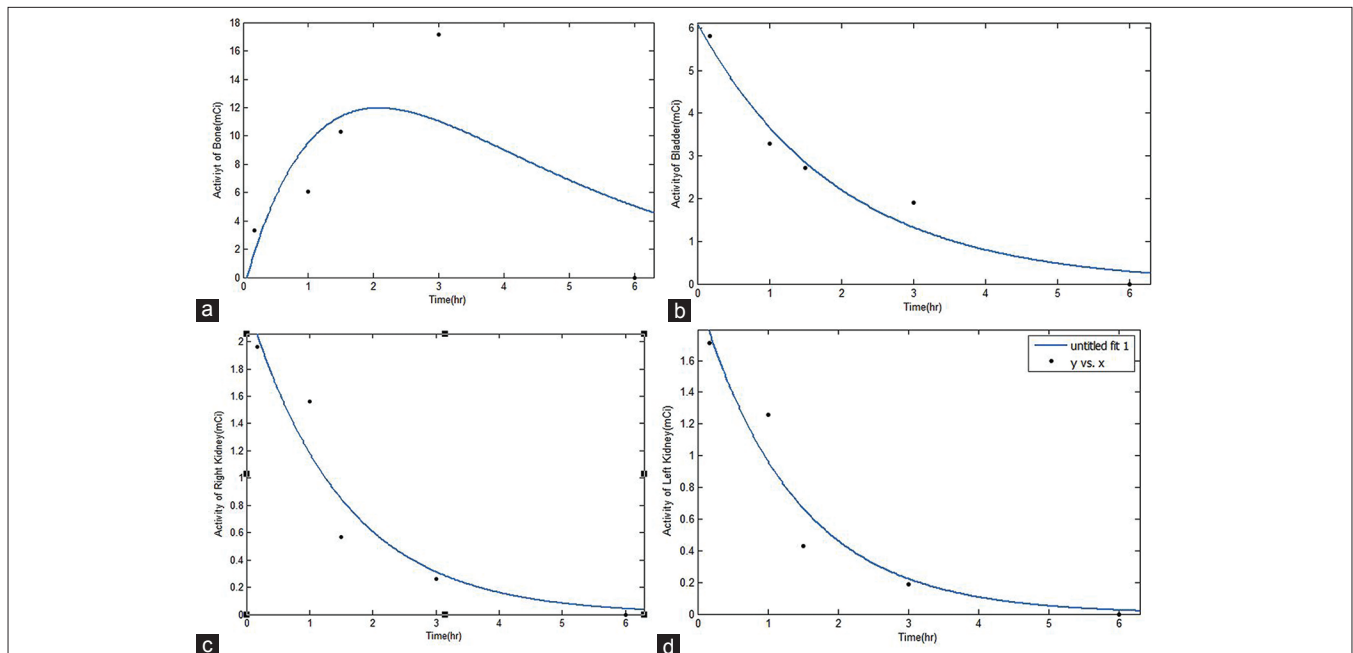 18
16
14
12
10
8
6
4
2
0
Activiyt of Bone(mCi)
0 1 2 3 4 5 6
Time(hr)
a
6
5
4
3
2
1
0
Activityof Bladder(mCi)
0 1 2 3 4 5 6
Time(hr)
b
2
1.8
1.6
1.4
1.2
1
0.8
0.6
0.4
0.2
0
Activity of Right Kidney(mCi)
0 1 2 3 4 5 6
Time(hr)
c
1.6
1.4
1.2
1
0.8
0.6
0.4
0.2
0
Activity of Left Kidney(mCi)
untitled fit 1
y vs. x
0 1 2 3 4 5 6
Time(hr)
d